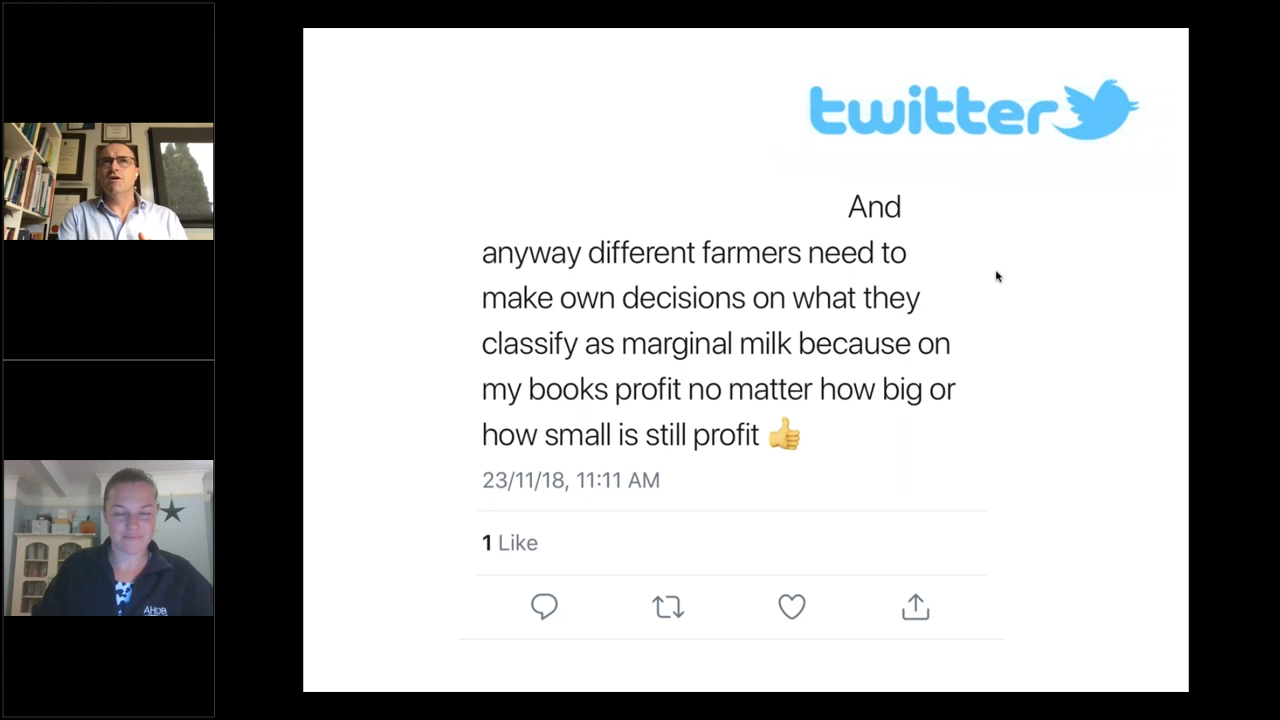 twitter
And
anyway different farmers need to
make own decisions on what they
classify as marginal milk because on
my books profit no matter how big or
how small is still profit 👍
23/11/18, 11:11 AM
1 Like
AHDB